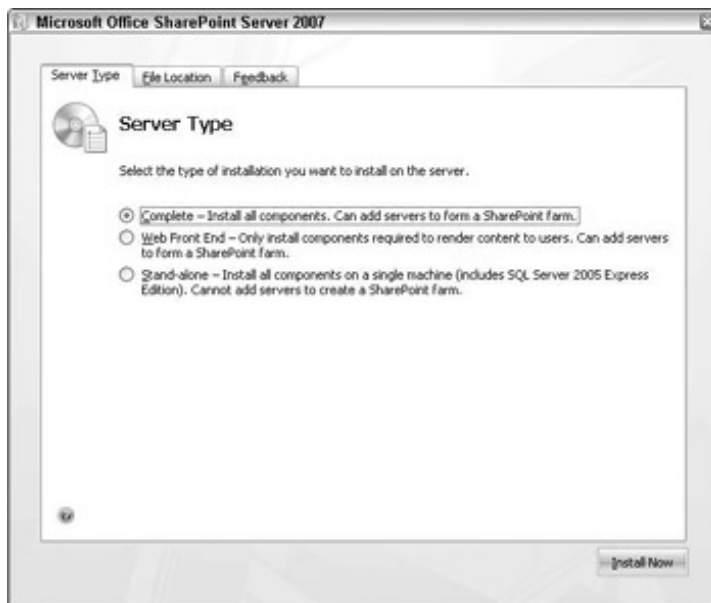 Microsoft Office SharePoint Server 2007
Server Type
File Location
Feedback
Server Type
Select the type of installation you want to install on the server.
Complete – Install all components. Can add servers to form a SharePoint farm.
Web Front End – Only install components required to render content to users. Can add servers
to form a SharePoint farm.
Stand-alone – Install all components on a single machine (includes SQL Server 2005 Express
Edition). Cannot add servers to create a SharePoint farm.
Install Now